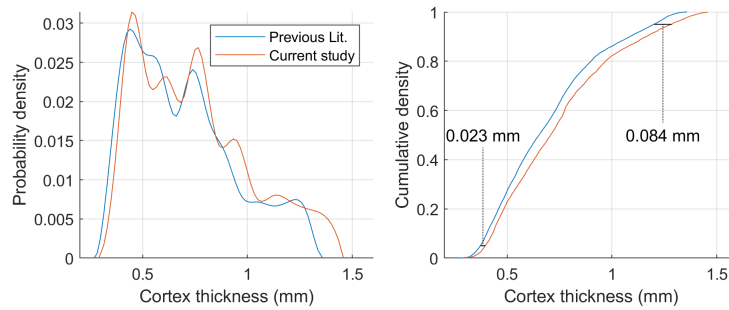 0.03
0.025
0.02
0.015
0.01
0.005
0
Probability density
Previous Lit.
Current study
0.5
1
1.5
Cortex thickness (mm)
1
0.8
0.6
0.4
0.2
0
Cumulative density
0.023 mm
0.084 mm
0.5
1
1.5
Cortex thickness (mm)